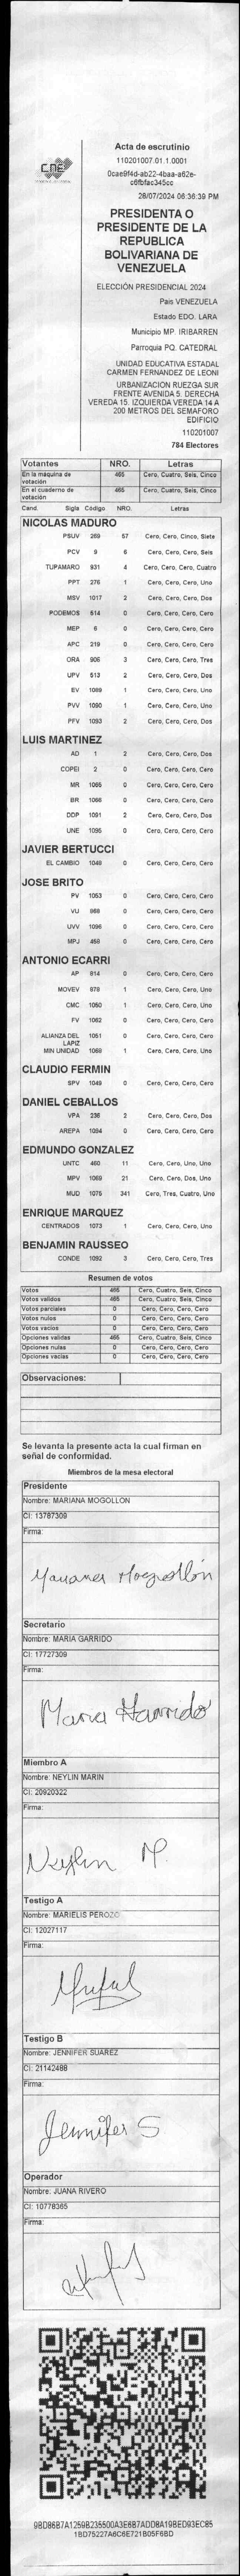 Acta de escrutinio
110201007.01.1.0001
0cae9f4d-ab22-4baa-a62e-
c6fbfac345cc
28/07/2024 06:36:39 PM
CNE
PRESIDENTA O
PRESIDENTE DE LA
REPUBLICA
BOLIVARIANA DE
VENEZUELA
ELECCIÓN PRESIDENCIAL 2024
Pais VENEZUELA
Estado EDO. LARA
Municipio MP. IRIBARREN
Parroquia PQ. CATEDRAL
UNIDAD EDUCATIVA ESTADAL
CARMEN FERNANDEZ DE LEONI
URBANIZACION RUEZGA SUR
FRENTE AVENIDA 5. DERECHA
VEREDA 15. IZQUIERDA VEREDA 14 A
200 METROS DEL SEMAFORO
EDIFICIO
110201007
784 Electores
Votantes NRO. Letras
En la maquina de votación 465 Cero, Cuatro, Seis, Cinco
En el cuaderno de votación 465 Cero, Cuatro, Seis, Cinco
Cand. Sigla Codigo NRO. Letras
NICOLAS MADURO
PSUV 269 57 Cero, Cero, Cinco, Siete
PCV 9 6 Cero, Cero, Cero, Seis
TUPAMARO 931 4 Cero, Cero, Cero, Cuatro
PPT 276 1 Cero, Cero, Cero, Uno
MSV 1017 2 Cero, Cero, Cero, Dos
PODEMOS 514 0 Cero, Cero, Cero, Cero
MEP 6 0 Cero, Cero, Cero, Cero
APC 219 0 Cero, Cero, Cero, Cero
ORA 906 3 Cero, Cero, Cero, Tres
UPV 513 2 Cero, Cero, Cero, Dos
EV 1089 1 Cero, Cero, Cero, Uno
PVV 1090 1 Cero, Cero, Cero, Uno
PFV 1093 2 Cero, Cero, Cero, Dos
LUIS MARTINEZ
AD 1 2 Cero, Cero, Cero, Dos
COPEI 2 0 Cero, Cero, Cero, Cero
MR 1065 0 Cero, Cero, Cero, Cero
BR 1066 0 Cero, Cero, Cero, Cero
DDP 1091 2 Cero, Cero, Cero, Dos
UNE 1095 0 Cero, Cero, Cero, Cero
JAVIER BERTUCCI
EL CAMBIO 1048 0 Cero, Cero, Cero, Cero
JOSE BRITO
PV 1053 0 Cero, Cero, Cero, Cero
VU 968 0 Cero, Cero, Cero, Cero
UVV 1096 0 Cero, Cero, Cero, Cero
MPJ 458 0 Cero, Cero, Cero, Cero
ANTONIO ECARRI
AP 814 0 Cero, Cero, Cero, Cero
MOVEV 978 1 Cero, Cero, Cero, Uno
CMC 1050 1 Cero, Cero, Cero, Uno
FV 1062 0 Cero, Cero, Cero, Cero
ALIANZA DEL LAPIZ 1051 0 Cero, Cero, Cero, Cero
MIN UNIDAD 1068 1 Cero, Cero, Cero, Uno
CLAUDIO FERMIN
SPV 1049 0 Cero, Cero, Cero, Cero
DANIEL CEBALLOS
VPA 236 2 Cero, Cero, Cero, Dos
AREPA 1094 0 Cero, Cero, Cero, Cero
EDMUNDO GONZALEZ
UNTC 460 11 Cero, Cero, Uno, Uno
MPV 1069 21 Cero, Cero, Dos, Uno
MUD 1075 341 Cero, Tres, Cuatro, Uno
ENRIQUE MARQUEZ
CENTRADOS 1073 1 Cero, Cero, Cero, Uno
BENJAMIN RAUSSEO
CONDE 1092 3 Cero, Cero, Cero, Tres
Resumen de votos
Votos 465 Cero, Cuatro, Seis, Cinco
Votos validos 465 Cero, Cuatro, Seis, Cinco
Votos parciales 0 Cero, Cero, Cero, Cero
Votos nulos 0 Cero, Cero, Cero, Cero
Votos vacios 0 Cero, Cero, Cero, Cero
Opciones validas 465 Cero, Cuatro, Seis, Cinco
Opciones nulas 0 Cero, Cero, Cero, Cero
Opciones vacias 0 Cero, Cero, Cero, Cero
Observaciones:
Se levanta la presente acta la cual firman en
señal de conformidad.
Miembros de la mesa electoral
Presidente
Nombre: MARIANA MOGOLLON
CI: 13787309
Firma:
Mariana Mogollón
Secretario
Nombre: MARIA GARRIDO
CI: 17727309
Firma:
Maria Garrido
Miembro A
Nombre: NEYLIN MARIN
CI: 20920322
Firma:
Neylin M.
Testigo A
Nombre: MARIELIS PEROZO
CI: 12027117
Firma:
Testigo B
Nombre: JENNIFER SUAREZ
CI: 21142488
Firma:
Jennifer S
Operador
Nombre: JUANA RIVERO
CI: 10778365
Firma:
9BD86B7A1259B235500A3E6B7ADD8A19BED93EC85
1BD75227A6C6E721B05F6BD